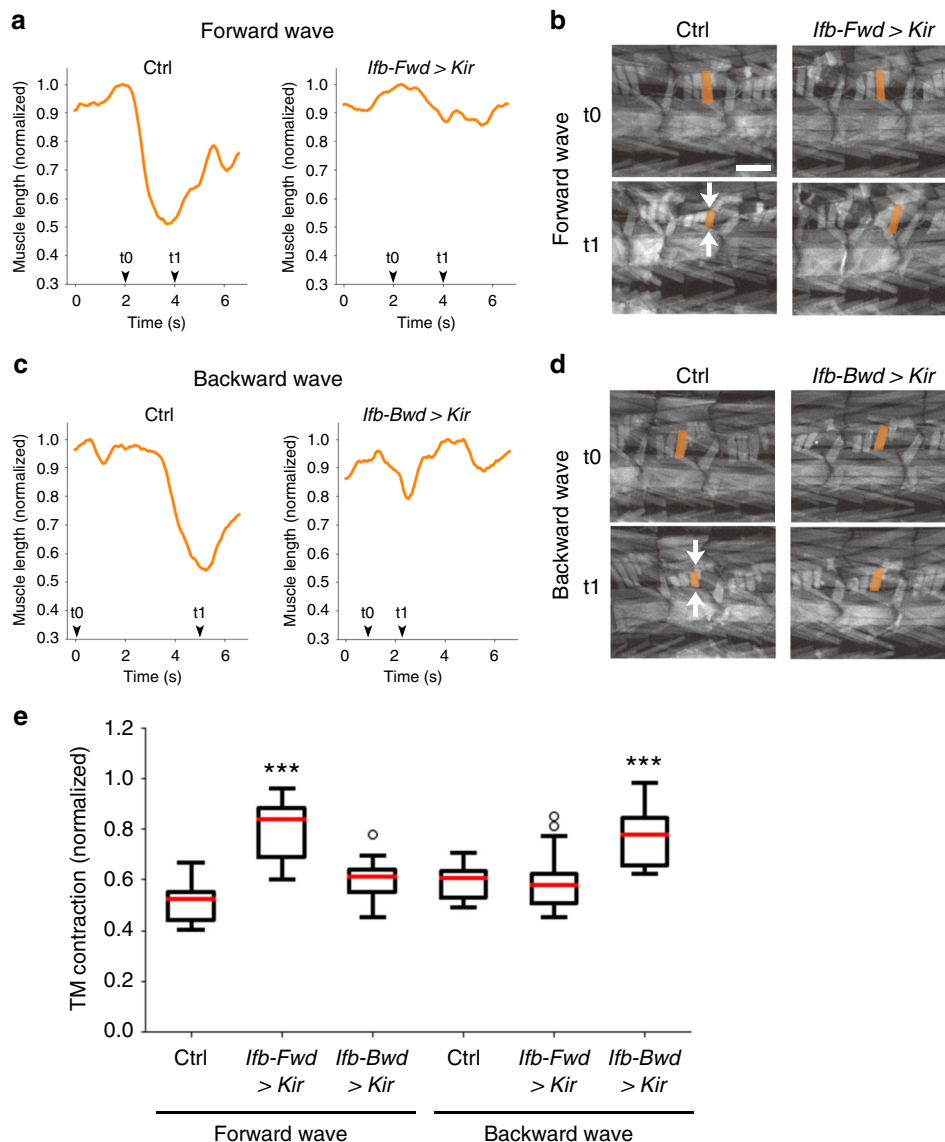 a
Forward wave
Ctrl
Muscle length (normalized)
1.0
0.9
0.8
0.7
0.6
0.5
0.4
0.3
t0
t1
0
2
4
6
Time (s)
Ifb-Fwd > Kir
Muscle length (normalized)
1.0
0.9
0.8
0.7
0.6
0.5
0.4
0.3
t0
t1
0
2
4
6
Time (s)
b
Ctrl
Ifb-Fwd > Kir
Forward wave
t0
t1
c
Backward wave
Ctrl
Muscle length (normalized)
1.0
0.9
0.8
0.7
0.6
0.5
0.4
0.3
t0
t1
0
2
4
6
Time (s)
Ifb-Bwd > Kir
Muscle length (normalized)
1.0
0.9
0.8
0.7
0.6
0.5
0.4
0.3
t0
t1
0
2
4
6
Time (s)
d
Ctrl
Ifb-Bwd > Kir
Backward wave
t0
t1
e
TM contraction (normalized)
1.2
1.0
0.8
0.6
0.4
0.2
0.0
***
***
Ctrl
Ifb-Fwd
> Kir
Ifb-Bwd
> Kir
Ctrl
Ifb-Fwd
> Kir
Ifb-Bwd
> Kir
Forward wave
Backward wave